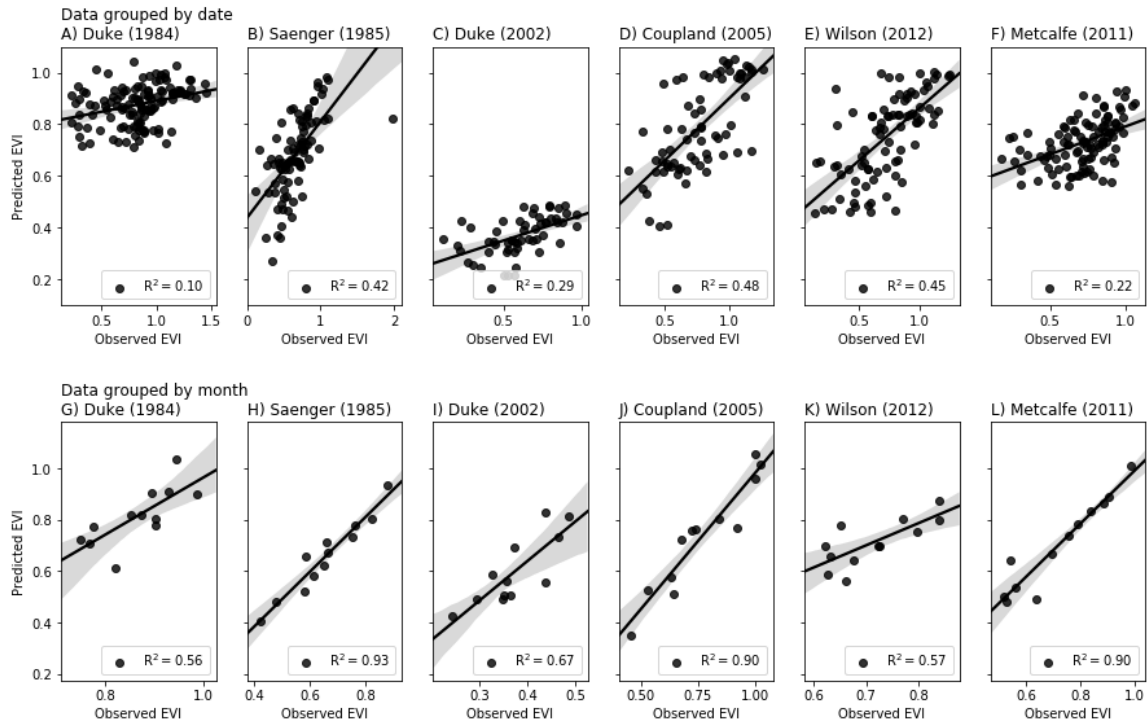 Data grouped by date
A) Duke (1984)
B) Saenger (1985)
C) Duke (2002)
D) Coupland (2005)
E) Wilson (2012)
F) Metcalfe (2011)
Predicted EVI
1.0
0.8
0.6
0.4
0.2
R² = 0.10
R² = 0.42
R² = 0.29
R² = 0.48
R² = 0.45
R² = 0.22
0.5 1.0 1.5
0 1 2
0.5 1.0
0.5 1.0
0.5 1.0
0.5 1.0
Observed EVI
Observed EVI
Observed EVI
Observed EVI
Observed EVI
Observed EVI
Data grouped by month
G) Duke (1984)
H) Saenger (1985)
I) Duke (2002)
J) Coupland (2005)
K) Wilson (2012)
L) Metcalfe (2011)
Predicted EVI
1.0
0.8
0.6
0.4
0.2
R² = 0.56
R² = 0.93
R² = 0.67
R² = 0.90
R² = 0.57
R² = 0.90
0.8 1.0
0.4 0.6 0.8
0.3 0.4 0.5
0.50 0.75 1.00
0.6 0.7 0.8
0.6 0.8 1.0
Observed EVI
Observed EVI
Observed EVI
Observed EVI
Observed EVI
Observed EVI